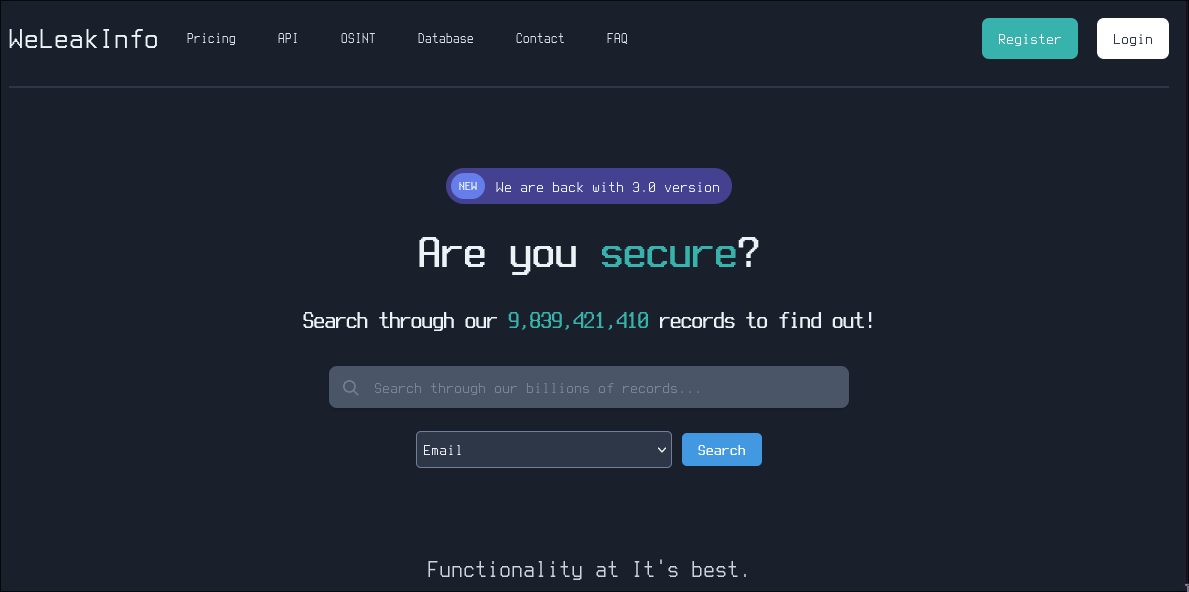 WeLeakInfo Pricing API OSINT Database Contact FAQ Register Login
NEW We are back with 3.0 version
Are you secure?
Search through our 9,839,421,410 records to find out!
Search through our billions of records...
Email Search
Functionality at It's best.